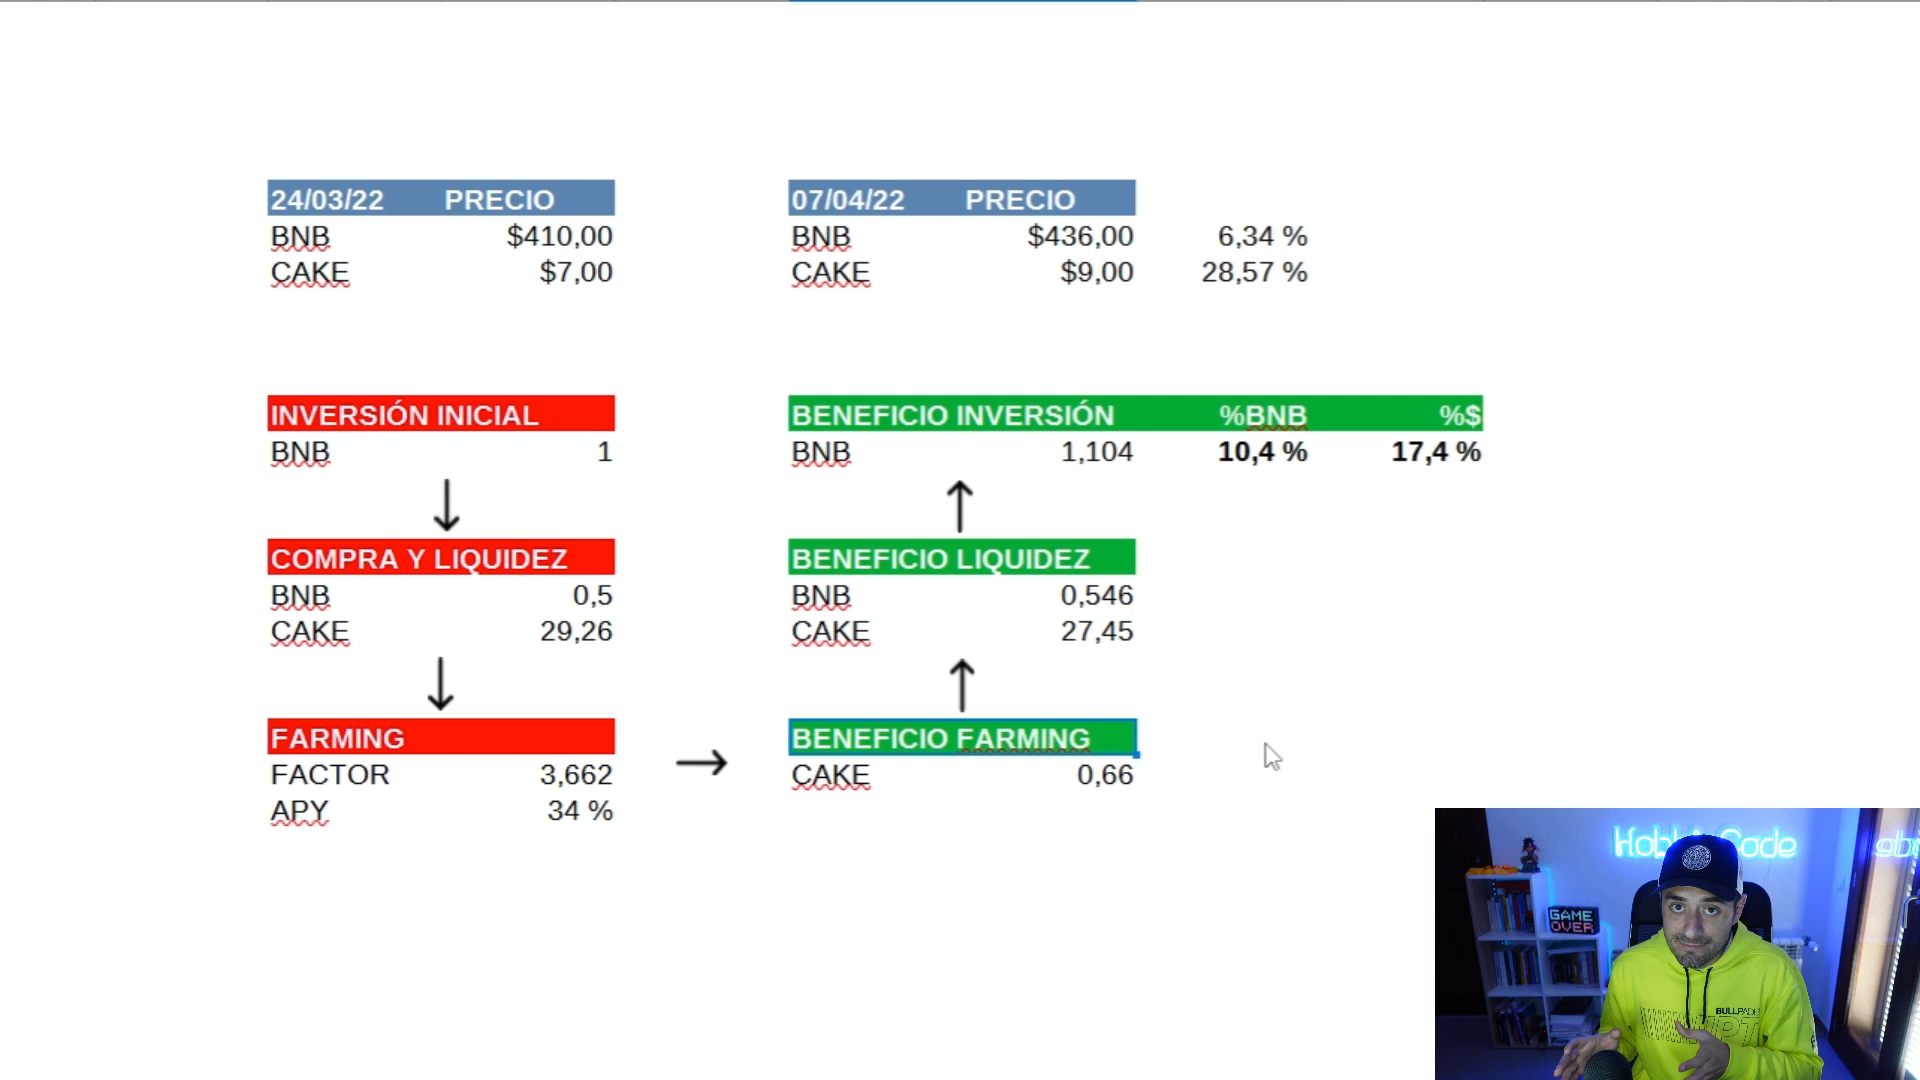 24/03/22 PRECIO
BNB $410,00
CAKE $7,00
07/04/22 PRECIO
BNB $436,00 6,34 %
CAKE $9,00 28,57 %
INVERSIÓN INICIAL
BNB 1
COMPRA Y LIQUIDEZ
BNB 0,5
CAKE 29,26
FARMING
FACTOR 3,662
APY 34 %
BENEFICIO INVERSIÓN %BNB %$
BNB 1,104 10,4 % 17,4 %
BENEFICIO LIQUIDEZ
BNB 0,546
CAKE 27,45
BENEFICIO FARMING
CAKE 0,66
Code
GAME
OVER